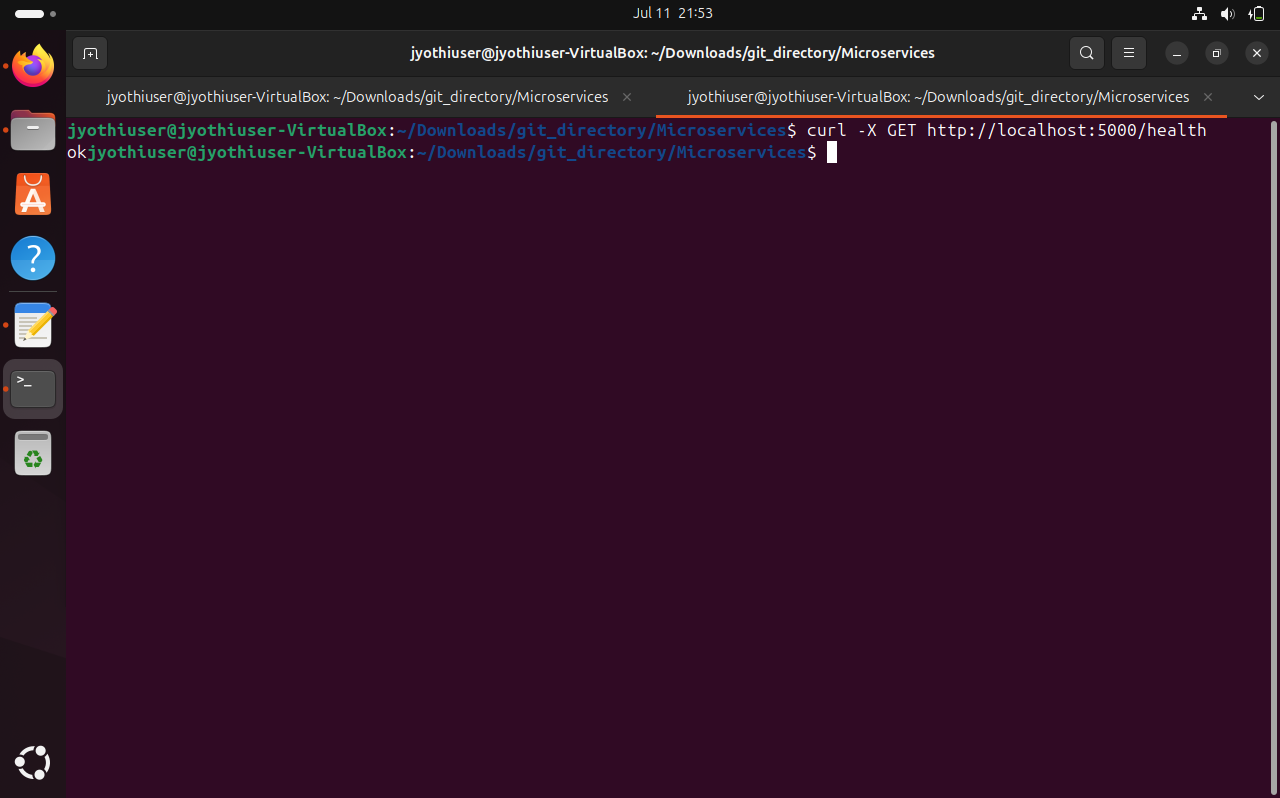 Jul 11 21:53
jyothiuser@jyothiuser-VirtualBox: ~/Downloads/git_directory/Microservices
jyothiuser@jyothiuser-VirtualBox: ~/Downloads/git_directory/Microservices
jyothiuser@jyothiuser-VirtualBox: ~/Downloads/git_directory/Microservices
jyothiuser@jyothiuser-VirtualBox:~/Downloads/git_directory/Microservices$ curl -X GET http://localhost:5000/health
okjyothiuser@jyothiuser-VirtualBox:~/Downloads/git_directory/Microservices$